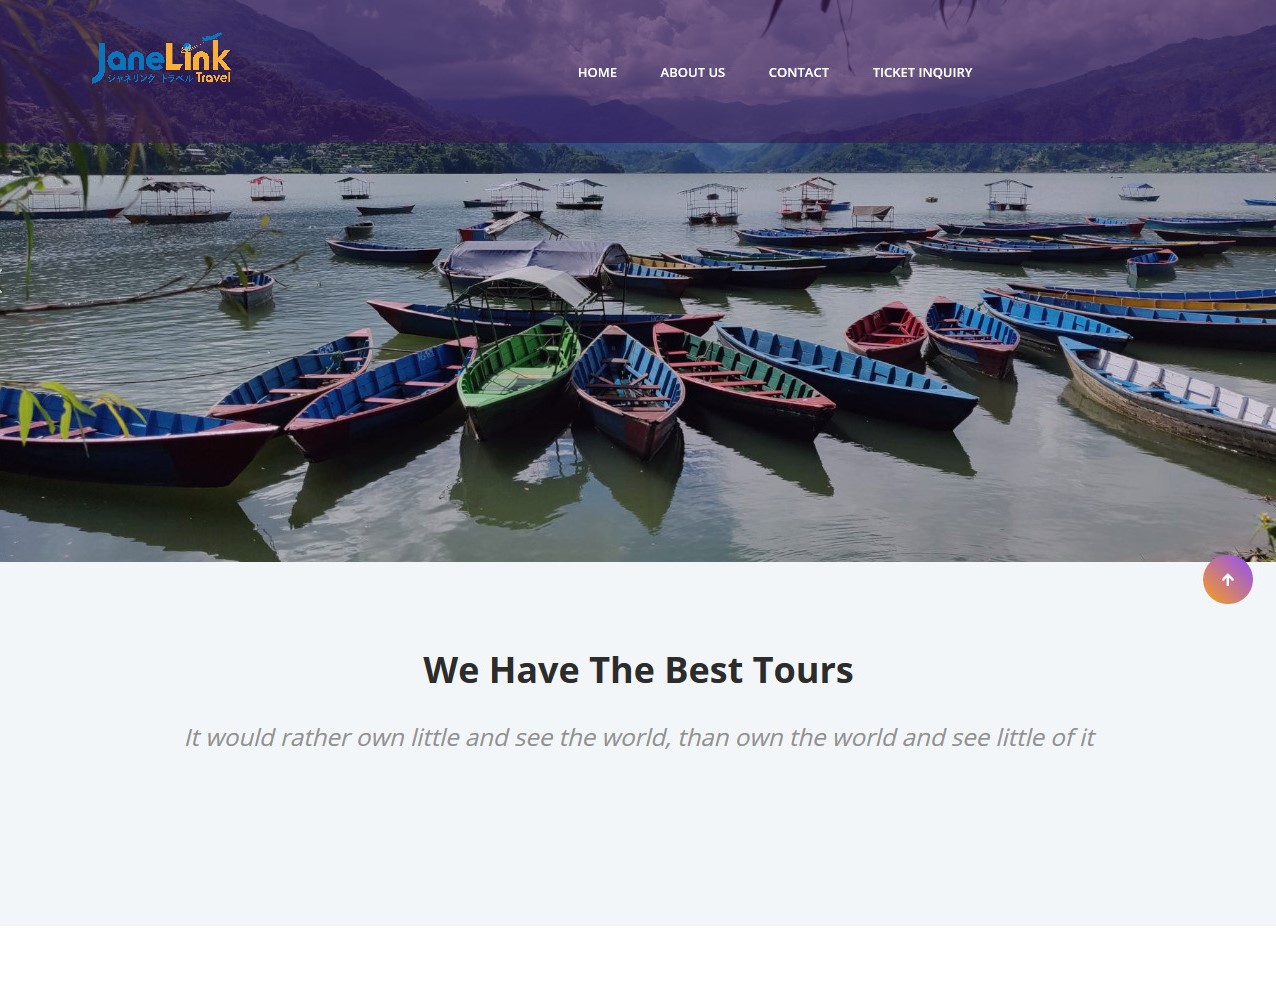 JaneLink
ジャネリンク トラベル Travel
HOME ABOUT US CONTACT TICKET INQUIRY
We Have The Best Tours
It would rather own little and see the world, than own the world and see little of it